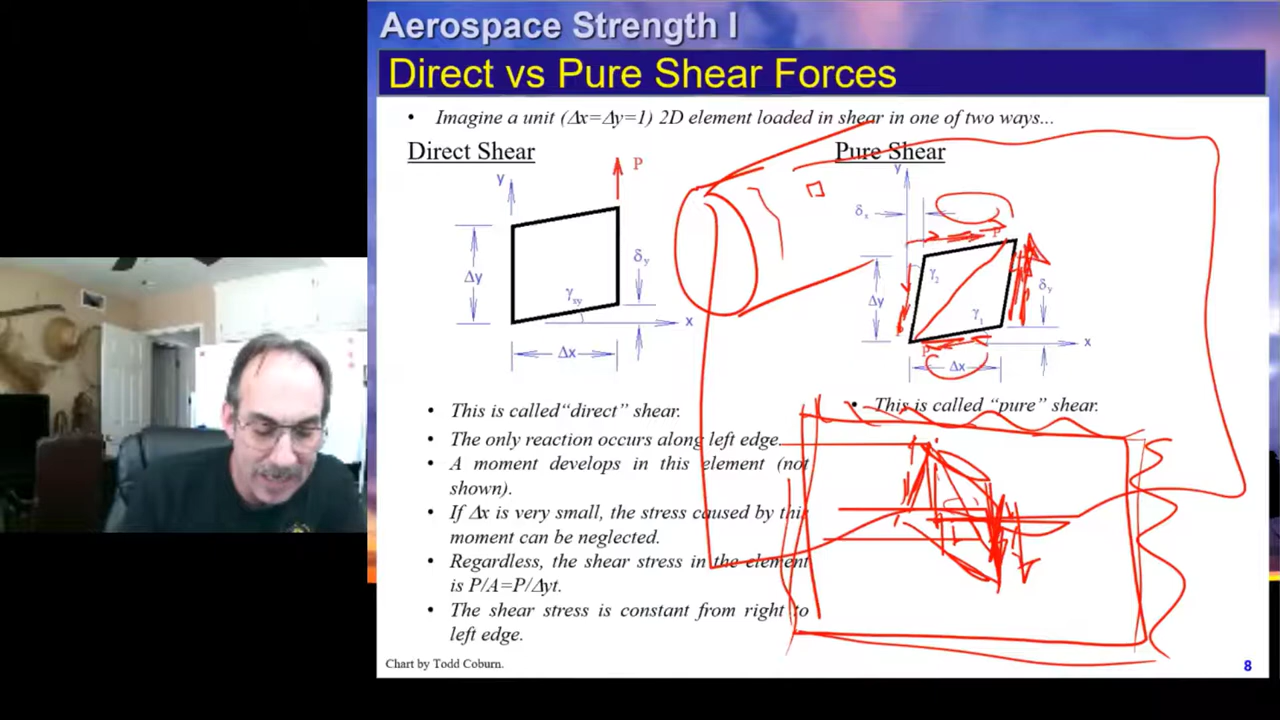 Aerospace Strength I
Direct vs Pure Shear Forces
• Imagine a unit (Δx=Δy=1) 2D element loaded in shear in one of two ways...
Direct Shear
y
P
Δy
γxy
δy
x
Δx
• This is called“direct” shear.
• The only reaction occurs along left edge.
• A moment develops in this element (not
shown).
• If Δx is very small, the stress caused by this
moment can be neglected.
• Regardless, the shear stress in the element
is P/A=P/Δyt.
• The shear stress is constant from right to
left edge.
Pure Shear
y
δx
P
γ2
Δy
γ1
δy
P
P
x
Δx
• This is called “pure” shear.
Chart by Todd Coburn.
8